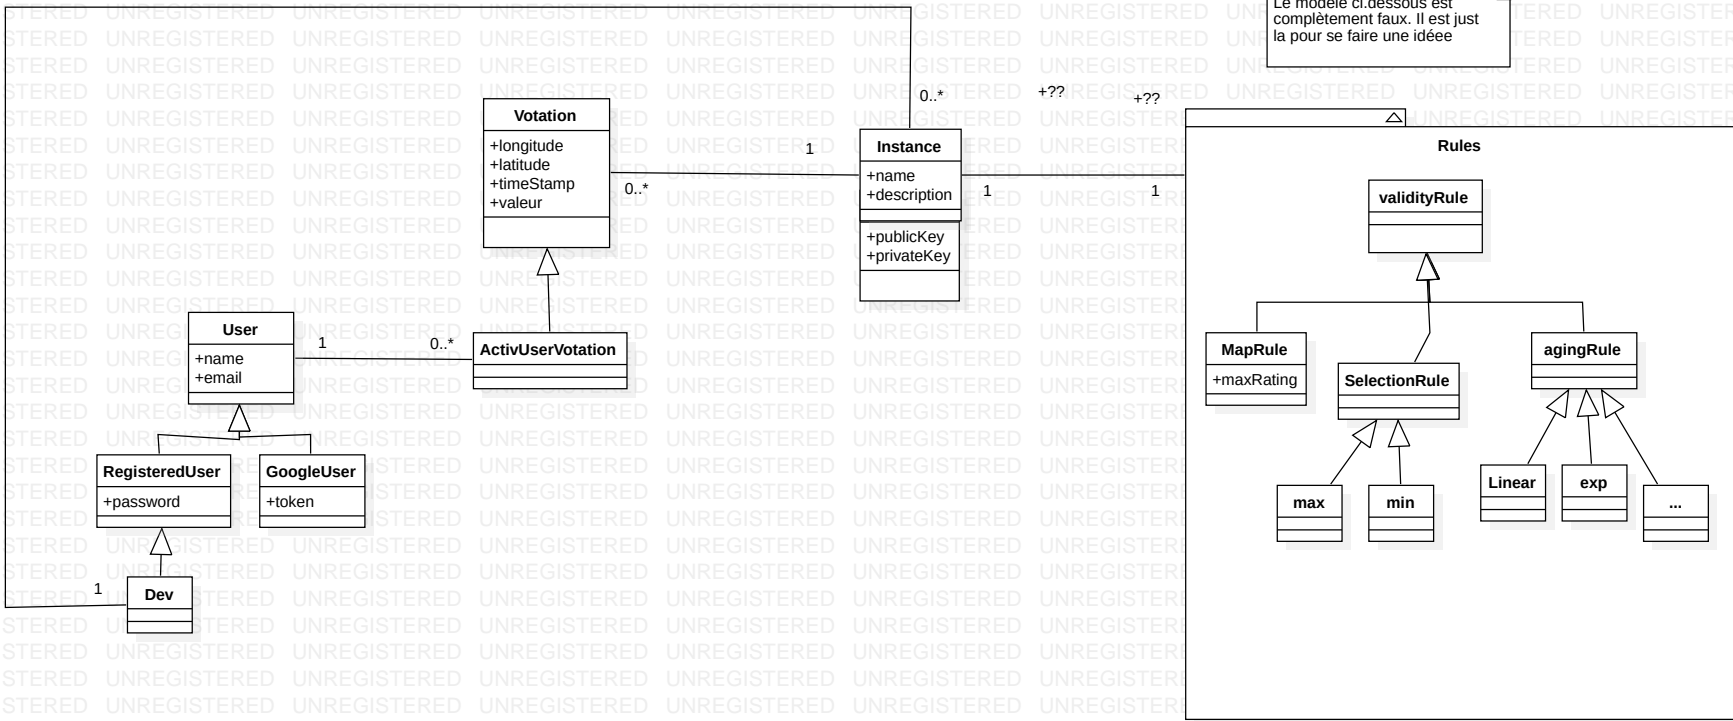 Le modèle ci.dessous est
complètement faux. Il est just
la pour se faire une idéee
Votation
+longitude
+latitude
+timeStamp
+valeur
0..*
1
0..*
Instance
+name
+description
+publicKey
+privateKey
+??
+??
1
1
Rules
validityRule
MapRule
+maxRating
SelectionRule
agingRule
max
min
Linear
exp
...
User
+name
+email
1
0..*
ActivUserVotation
RegisteredUser
+password
GoogleUser
+token
1
Dev
UNREGISTERED